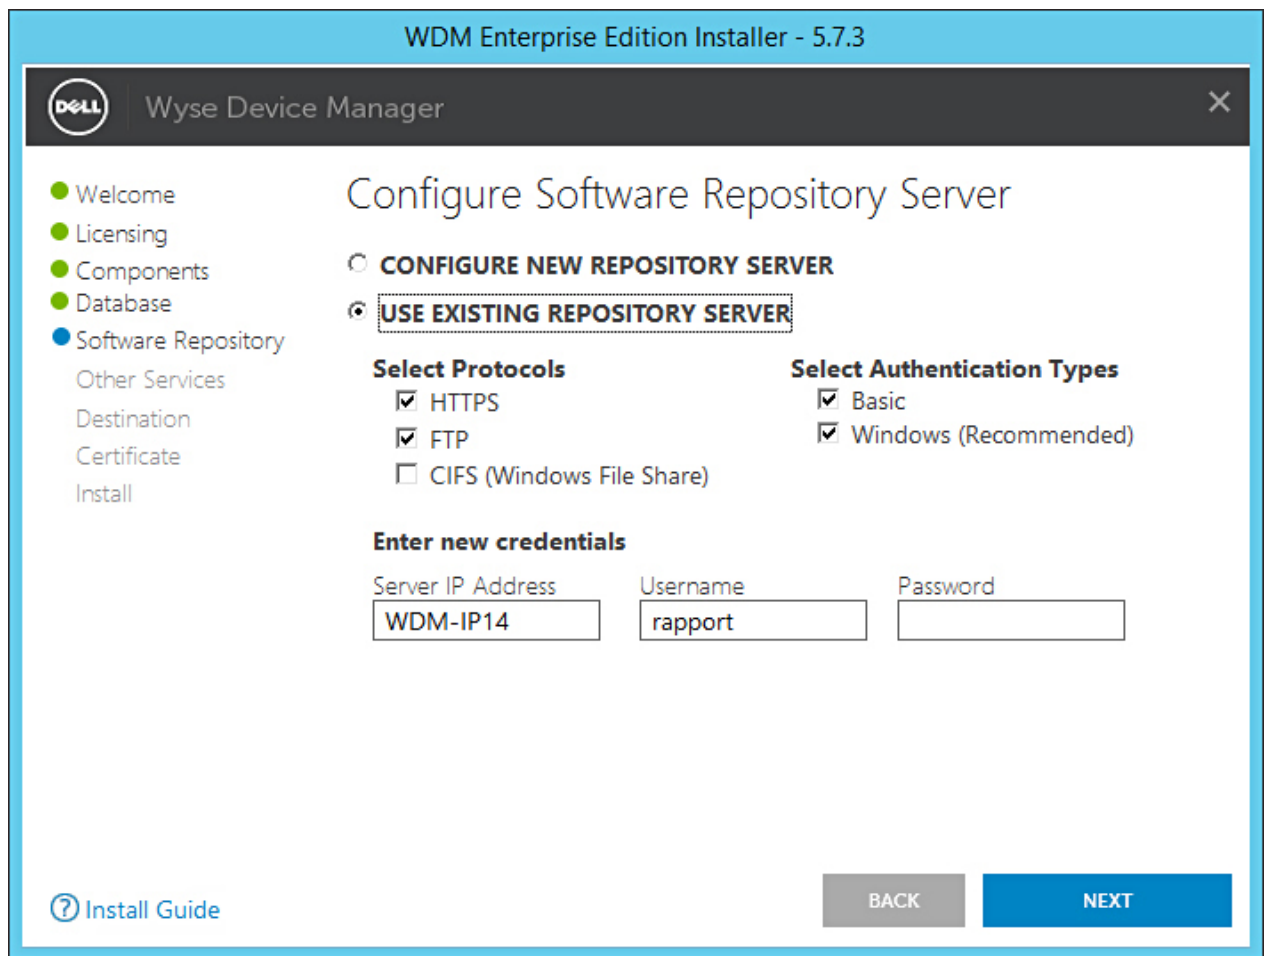 WDM Enterprise Edition Installer - 5.7.3
DELL Wyse Device Manager
Welcome
Licensing
Components
Database
Software Repository
Other Services
Destination
Certificate
Install
Configure Software Repository Server
CONFIGURE NEW REPOSITORY SERVER
USE EXISTING REPOSITORY SERVER
Select Protocols
HTTPS
FTP
CIFS (Windows File Share)
Select Authentication Types
Basic
Windows (Recommended)
Enter new credentials
Server IP Address Username Password
WDM-IP14 rapport
? Install Guide
BACK NEXT